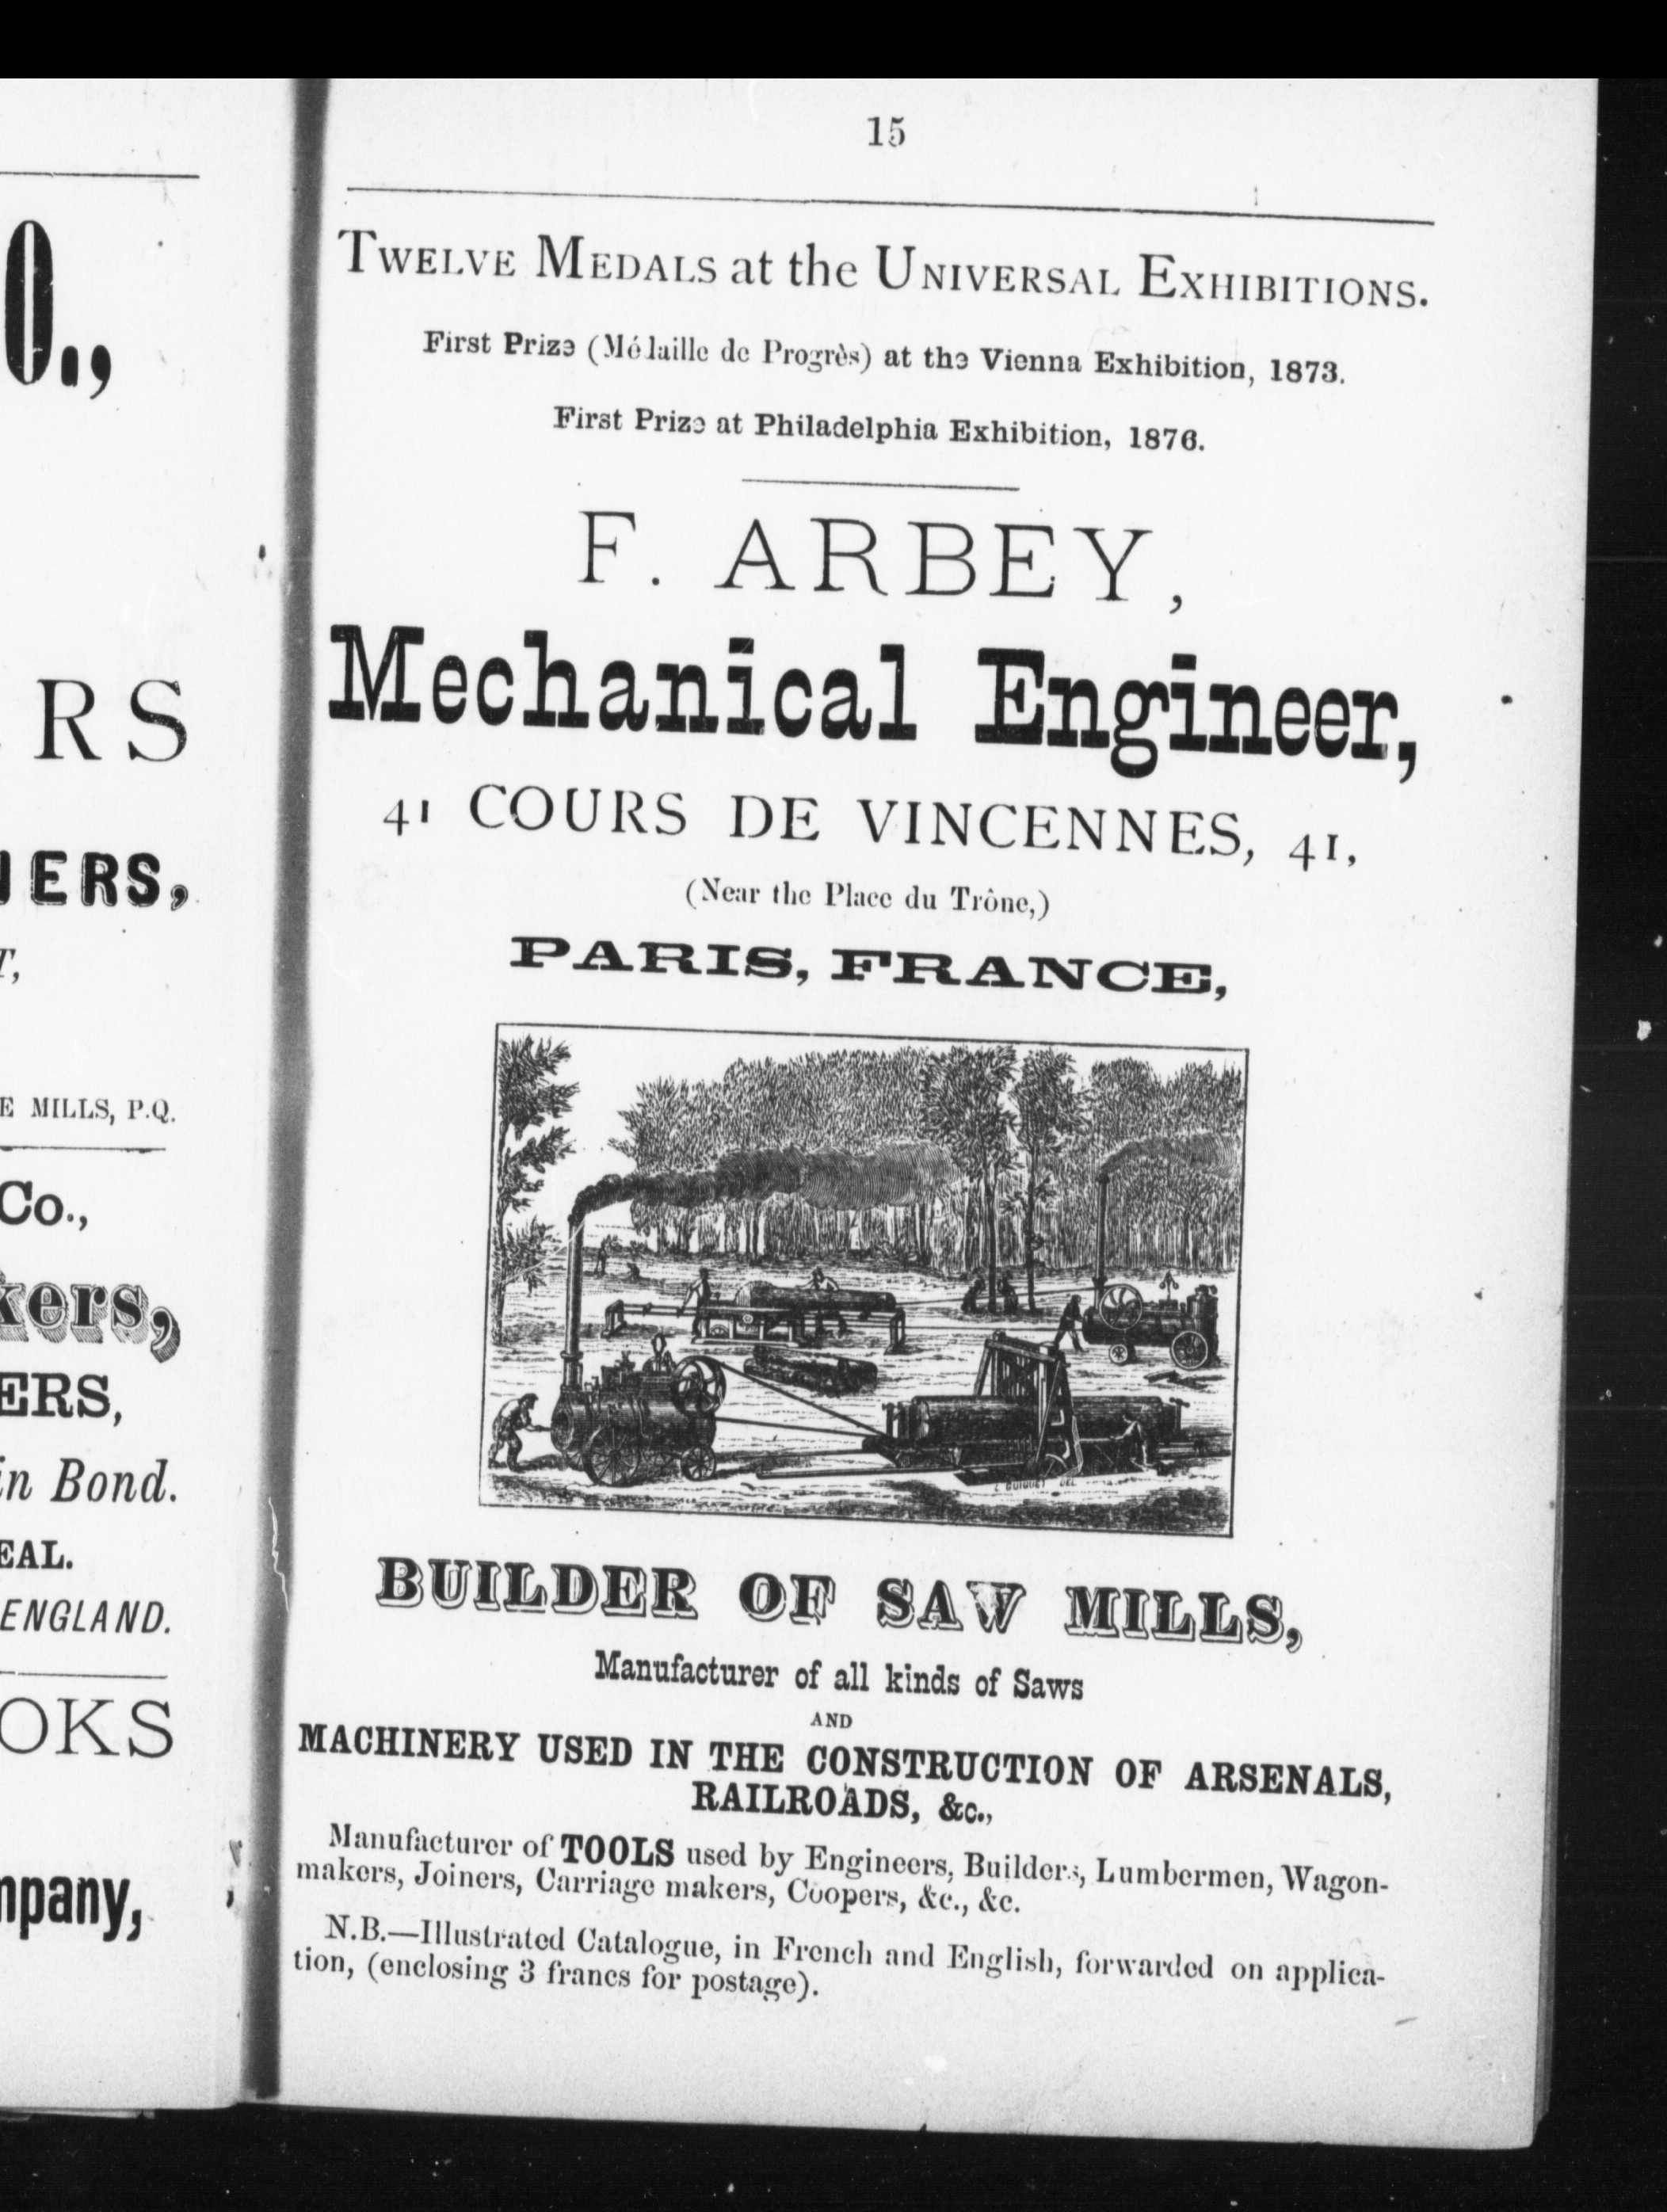 O.,
RS
ERS,
T,
E MILLS, P.Q.
Co.,
kers,
ERS,
in Bond.
EAL.
ENGLAND.
OKS
mpany,
15
TWELVE MEDALS at the UNIVERSAL EXHIBITIONS.
First Prize (Médaille de Progrès) at the Vienna Exhibition, 1873.
First Prize at Philadelphia Exhibition, 1876.
F. ARBEY,
Mechanical Engineer,
41 COURS DE VINCENNES, 41,
(Near the Place du Trône,)
PARIS, FRANCE,
BUILDER OF SAW MILLS,
Manufacturer of all kinds of Saws
AND
MACHINERY USED IN THE CONSTRUCTION OF ARSENALS,
RAILROADS, &c.,
Manufacturer of TOOLS used by Engineers, Builders, Lumbermen, Wagon-
makers, Joiners, Carriage makers, Coopers, &c., &c.
N.B.—Illustrated Catalogue, in French and English, forwarded on applica-
tion, (enclosing 3 francs for postage).